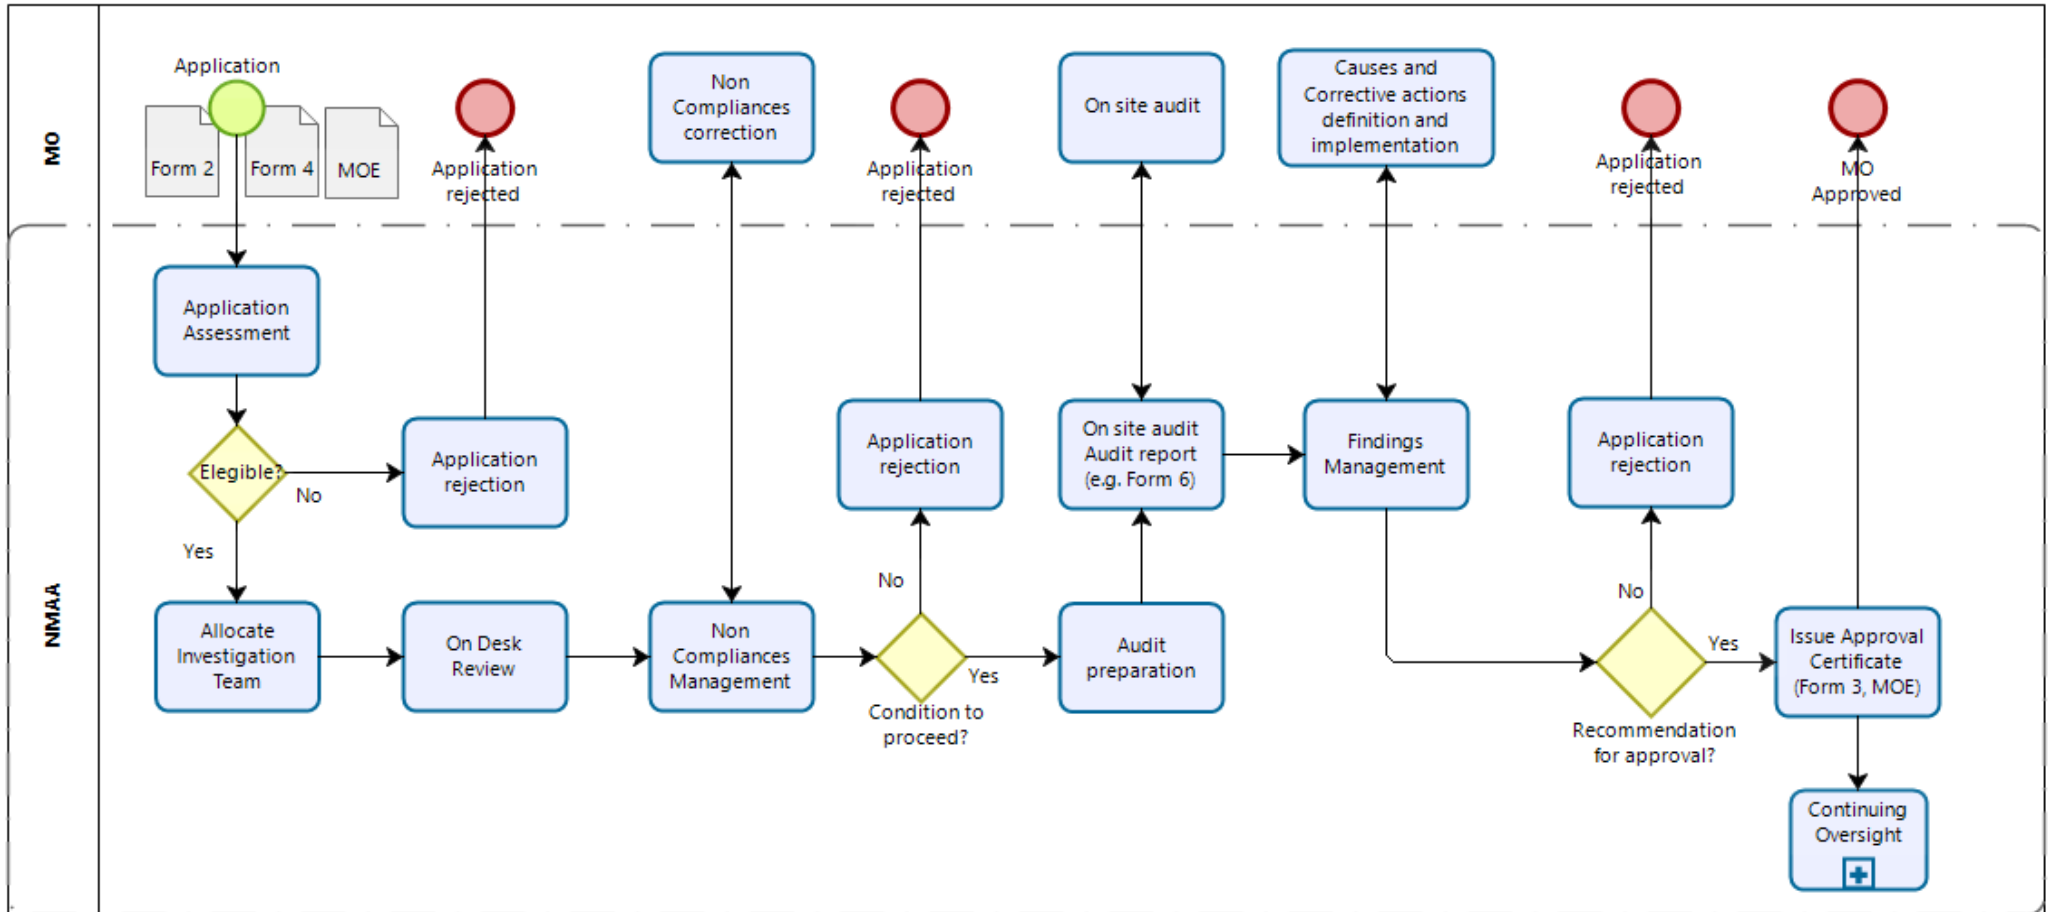 MO
Application
Form 2
Form 4
MOE
Application
rejected
Non
Compliances
correction
Application
rejected
On site audit
Causes and
Corrective actions
definition and
implementation
Application
rejected
MO
Approved
NMAA
Application
Assessment
Elegible?
No
Yes
Application
rejection
Allocate
Investigation
Team
On Desk
Review
Non
Compliances
Management
Condition to
proceed?
No
Yes
Application
rejection
Audit
preparation
On site audit
Audit report
(e.g. Form 6)
Findings
Management
Recommendation
for approval?
No
Yes
Application
rejection
Issue Approval
Certificate
(Form 3, MOE)
Continuing
Oversight